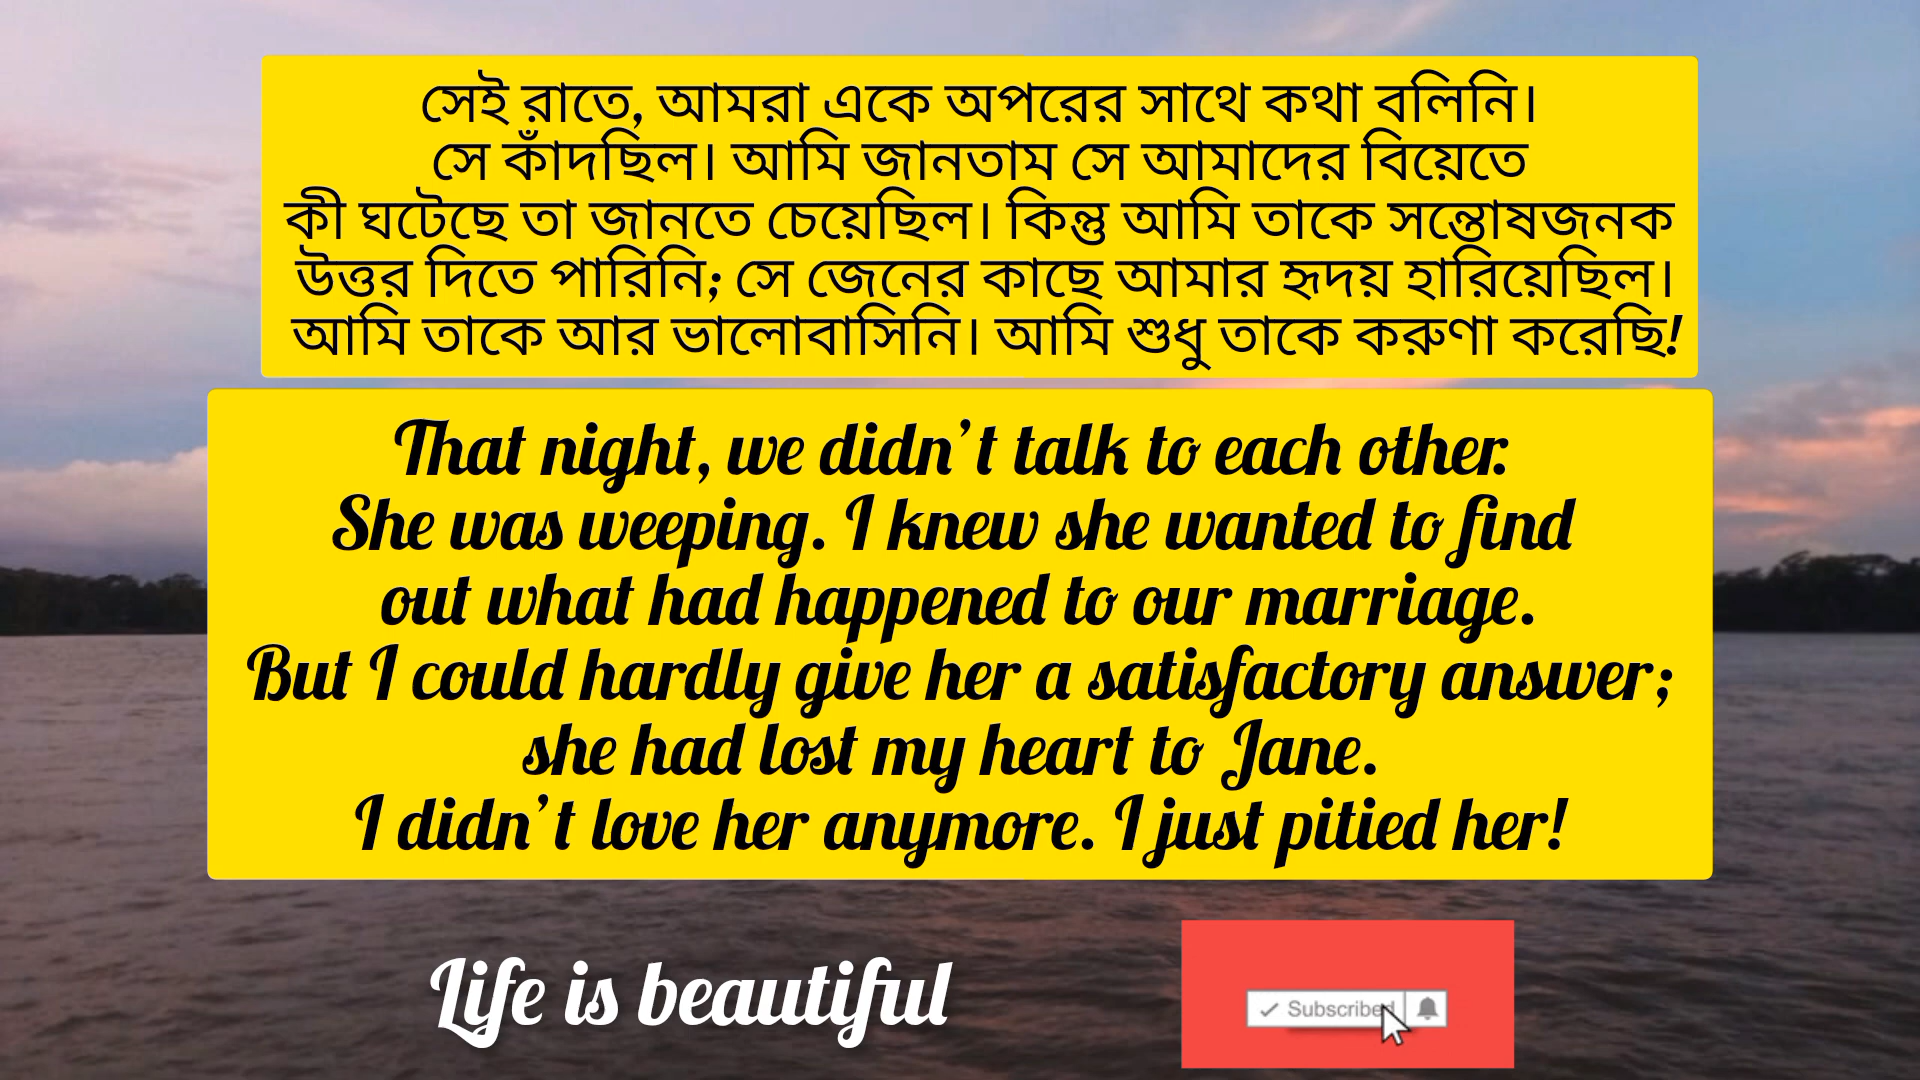 সেই রাতে, আমরা একে অপরের সাথে কথা বলিনি।
সে কাঁদছিল। আমি জানতাম সে আমাদের বিয়েতে
কী ঘটেছে তা জানতে চেয়েছিল। কিন্তু আমি তাকে সন্তোষজনক
উত্তর দিতে পারিনি; সে জেনের কাছে আমার হৃদয় হারিয়েছিল।
আমি তাকে আর ভালোবাসিনি। আমি শুধু তাকে করুণা করেছি!
That night, we didn't talk to each other.
She was weeping. I knew she wanted to find
out what had happened to our marriage.
But I could hardly give her a satisfactory answer;
she had lost my heart to Jane.
I didn't love her anymore. I just pitied her!
Life is beautiful
Subscribed